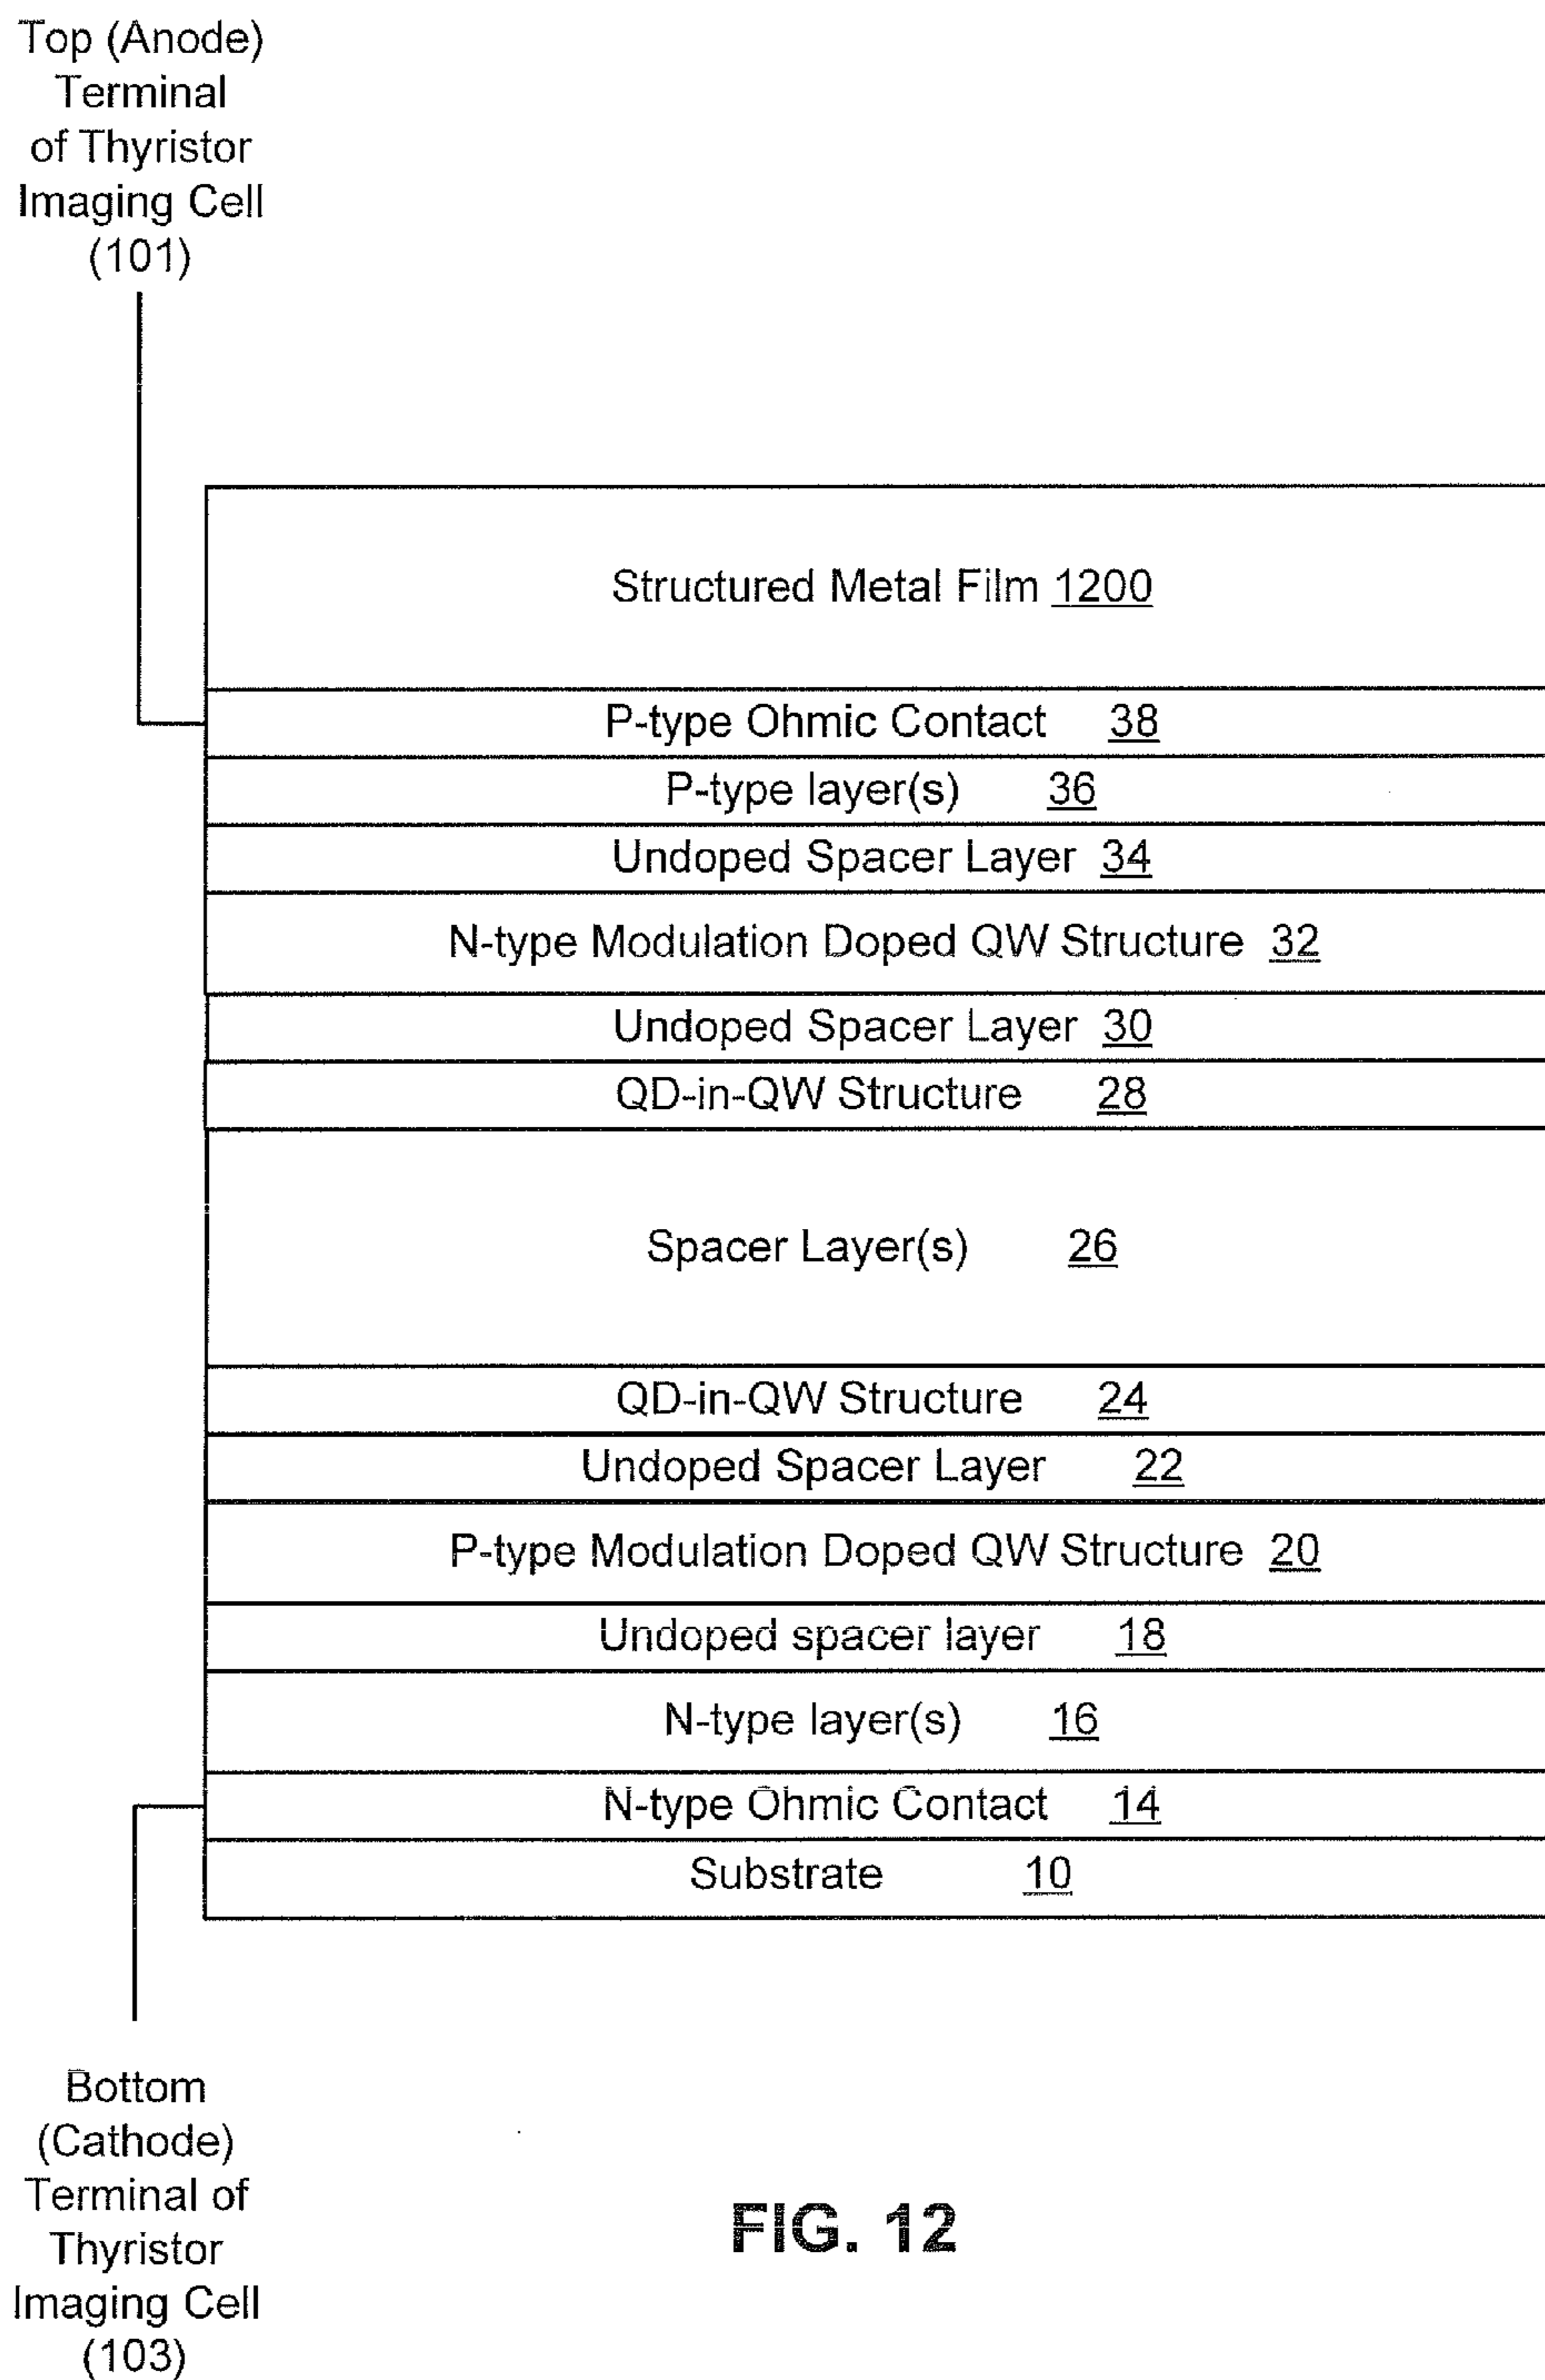 Top (Anode)
Terminal
of Thyristor
Imaging Cell
(101)
Structured Metal Film 1200
P-type Ohmic Contact 38
P-type layer(s) 36
Undoped Spacer Layer 34
N-type Modulation Doped QW Structure 32
Undoped Spacer Layer 30
QD-in-QW Structure 28
Spacer Layer(s) 26
QD-in-QW Structure 24
Undoped Spacer Layer 22
P-type Modulation Doped QW Structure 20
Undoped spacer layer 18
N-type layer(s) 16
N-type Ohmic Contact 14
Substrate 10
Bottom
(Cathode)
Terminal of
Thyristor
Imaging Cell
(103)
FIG. 12